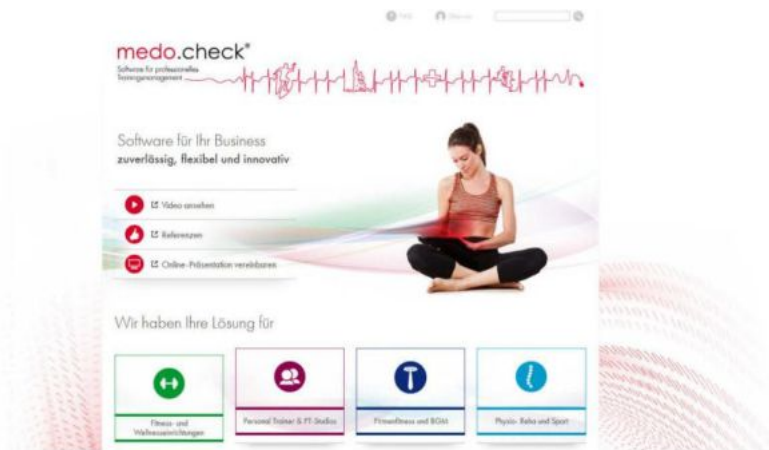 FAQ
Über uns
medo.check®
Software für professionelles
Trainingsmanagement
Software für Ihr Business
zuverlässig, flexibel und innovativ
Video ansehen
Referenzen
Online-Präsentation vereinbaren
Wir haben Ihre Lösung für
Fitness- und
Wellnesseinrichtungen
Personal Trainer & PT-Studios
Firmenfitness und BGM
Physio- Reha und Sport